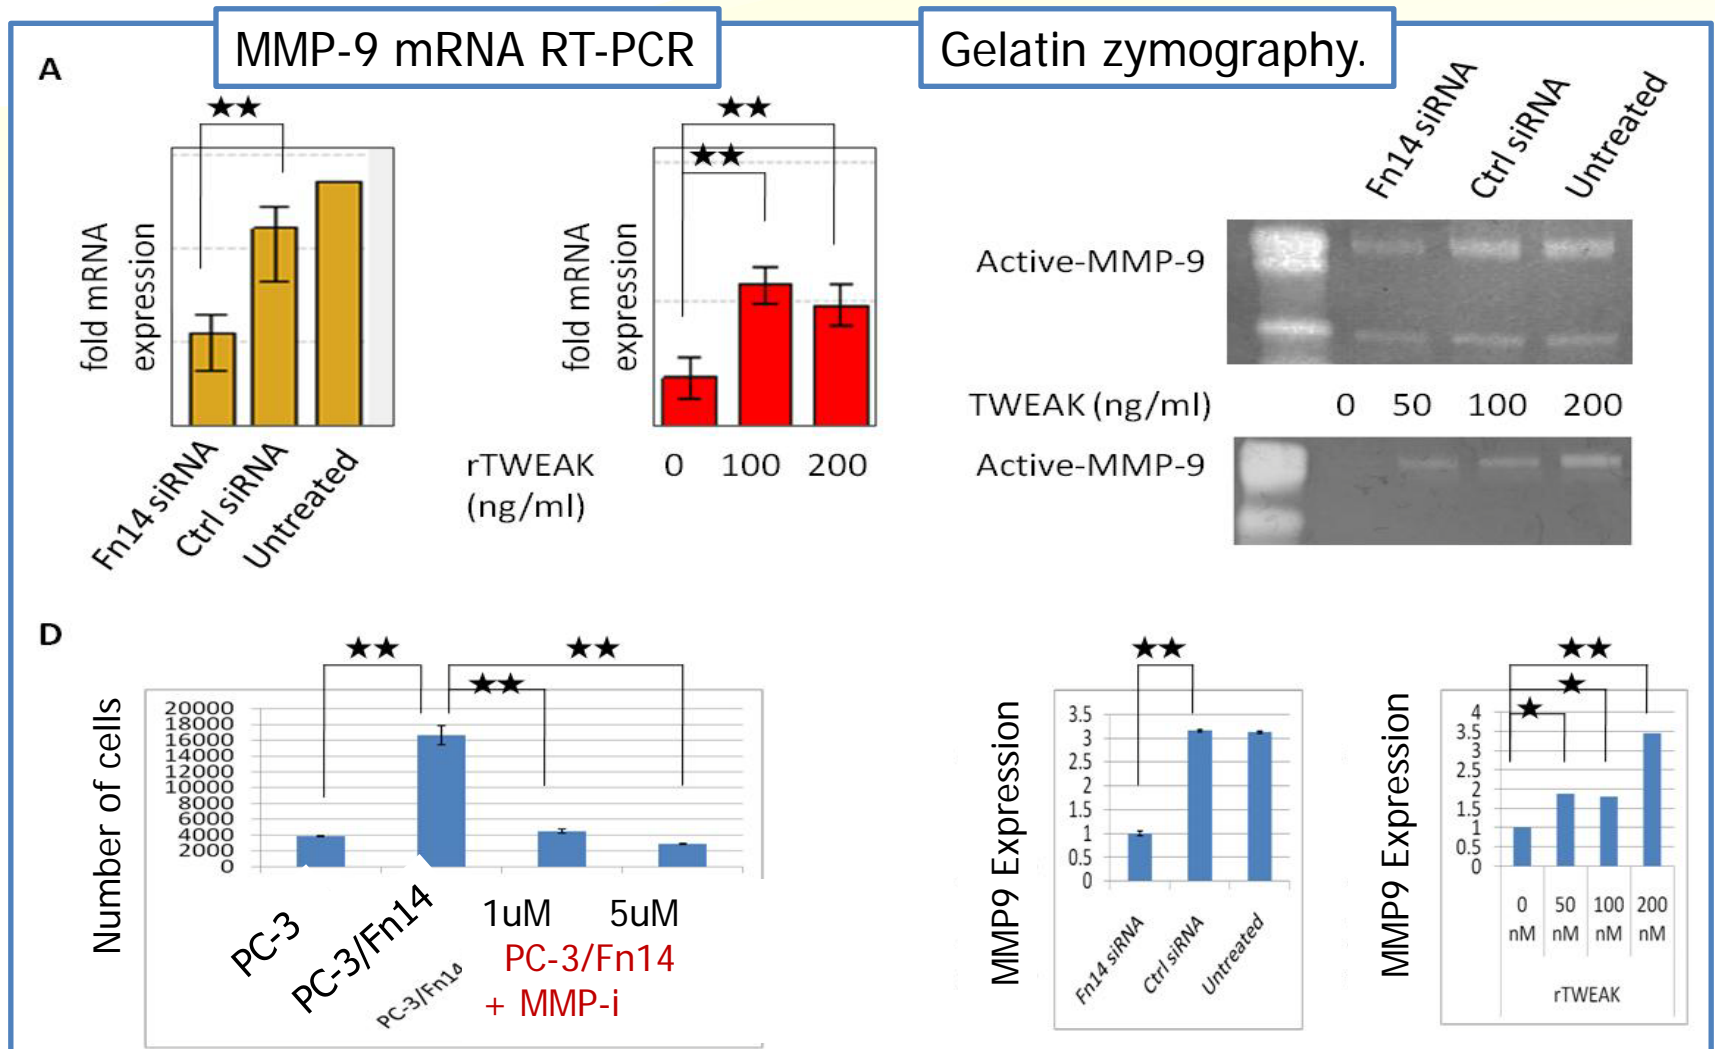 MMP-9 mRNA RT-PCR
Gelatin zymography.
A
★★
fold mRNA
expression
Fn14 siRNA
Ctrl siRNA
Untreated
★★
★★
fold mRNA
expression
rTWEAK
(ng/ml)
0 100 200
Fn14 siRNA
Ctrl siRNA
Untreated
Active-MMP-9
TWEAK (ng/ml) 0 50 100 200
Active-MMP-9
D
★★
★★
★★
Number of cells
20000
18000
16000
14000
12000
10000
8000
6000
4000
2000
0
PC-3
PC-3/Fn14
PC-3/Fn14
1uM 5uM
PC-3/Fn14
+ MMP-i
★★
MMP9 Expression
3.5
3
2.5
2
1.5
1
0.5
0
Fn14 siRNA
Ctrl siRNA
Untreated
★★
★
★
MMP9 Expression
4
3.5
3
2.5
2
1.5
1
0.5
0
0 50 100 200
nM nM nM nM
rTWEAK